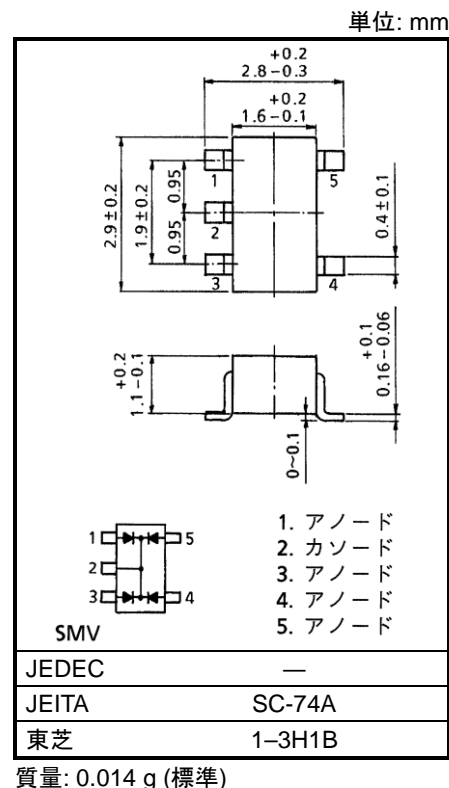 単位: mm
+0.2
2.8−0.3
+0.2
1.6−0.1
2.9±0.2
1.9±0.2
0.95
0.95
1
2
3
5
4
0.4±0.1
+0.2
1.1−0.1
+0.1
0.16−0.06
0~0.1
1
2
3
5
4
SMV
1. アノード
2. カソード
3. アノード
4. アノード
5. アノード
JEDEC ―
JEITA SC-74A
東芝 1–3H1B
質量: 0.014 g (標準)